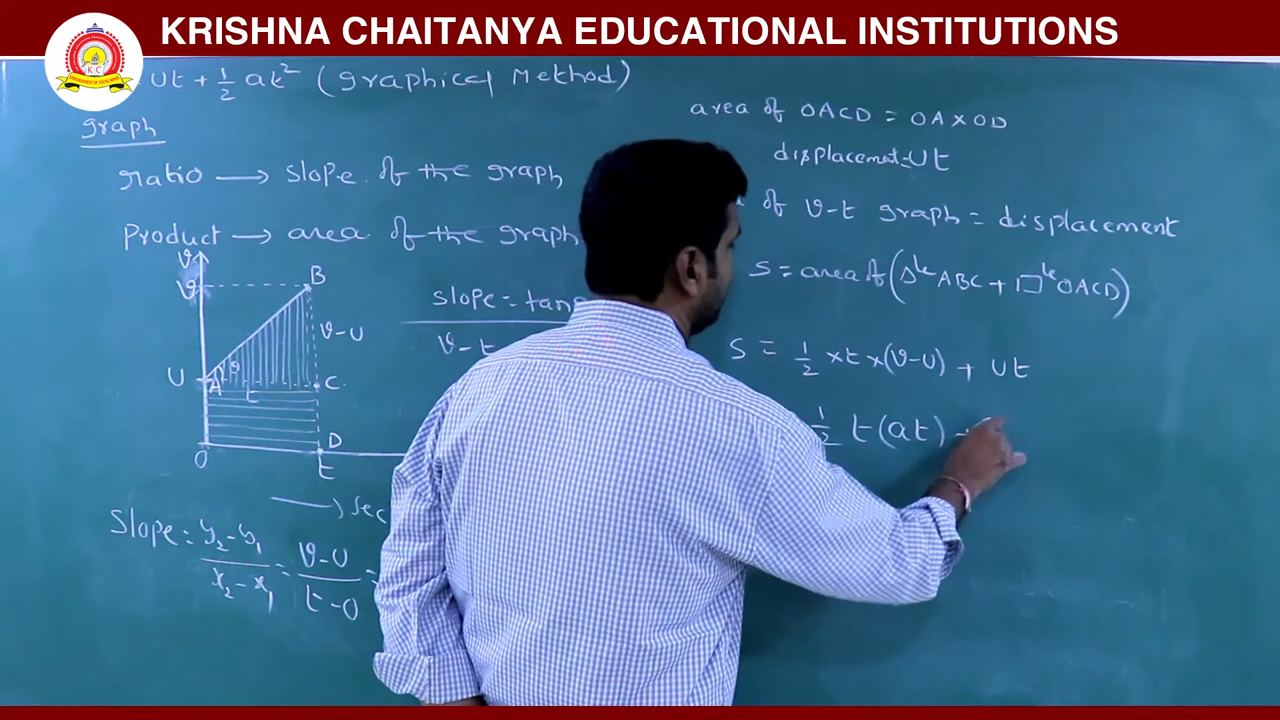 KRISHNA CHAITANYA EDUCATIONAL INSTITUTIONS
K.C
ut + 1/2 at² (graphical Method)
graph
ratio → slope of the graph
Product → area of the graph
v
v
B
v-u
u
A
θ
t
C
O
D
t
→ sec
slope = tan
v-t
Slope = y₂-y₁/x₂-x₁ = v-u/t-0 =
area of OACD = OA×OD
displacement = ut
of v-t graph = displacement
s = area of (Δle ABC + □le OACD)
s = 1/2 × t × (v-u) + ut
1/2 t(at) +